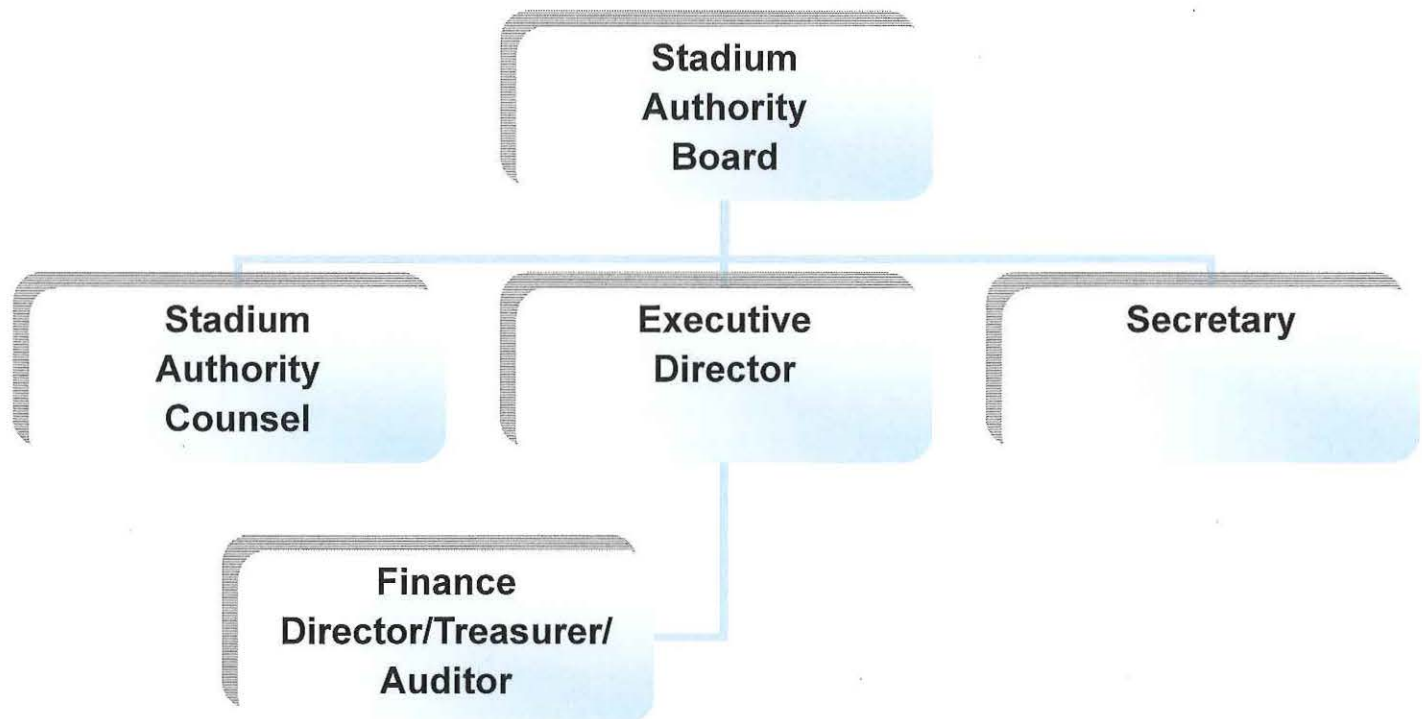 Stadium
Authority
Board
Stadium
Authority
Counsel
Executive
Director
Secretary
Finance
Director/Treasurer/
Auditor